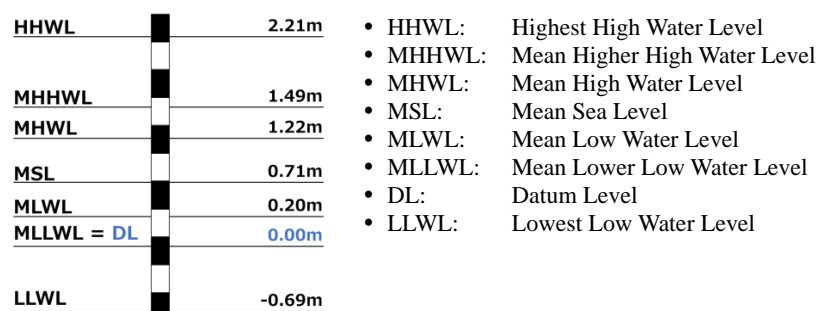 HHWL 2.21m
MHHWL 1.49m
MHWL 1.22m
MSL 0.71m
MLWL 0.20m
MLLWL = DL 0.00m
LLWL -0.69m
• HHWL: Highest High Water Level
• MHHWL: Mean Higher High Water Level
• MHWL: Mean High Water Level
• MSL: Mean Sea Level
• MLWL: Mean Low Water Level
• MLLWL: Mean Lower Low Water Level
• DL: Datum Level
• LLWL: Lowest Low Water Level